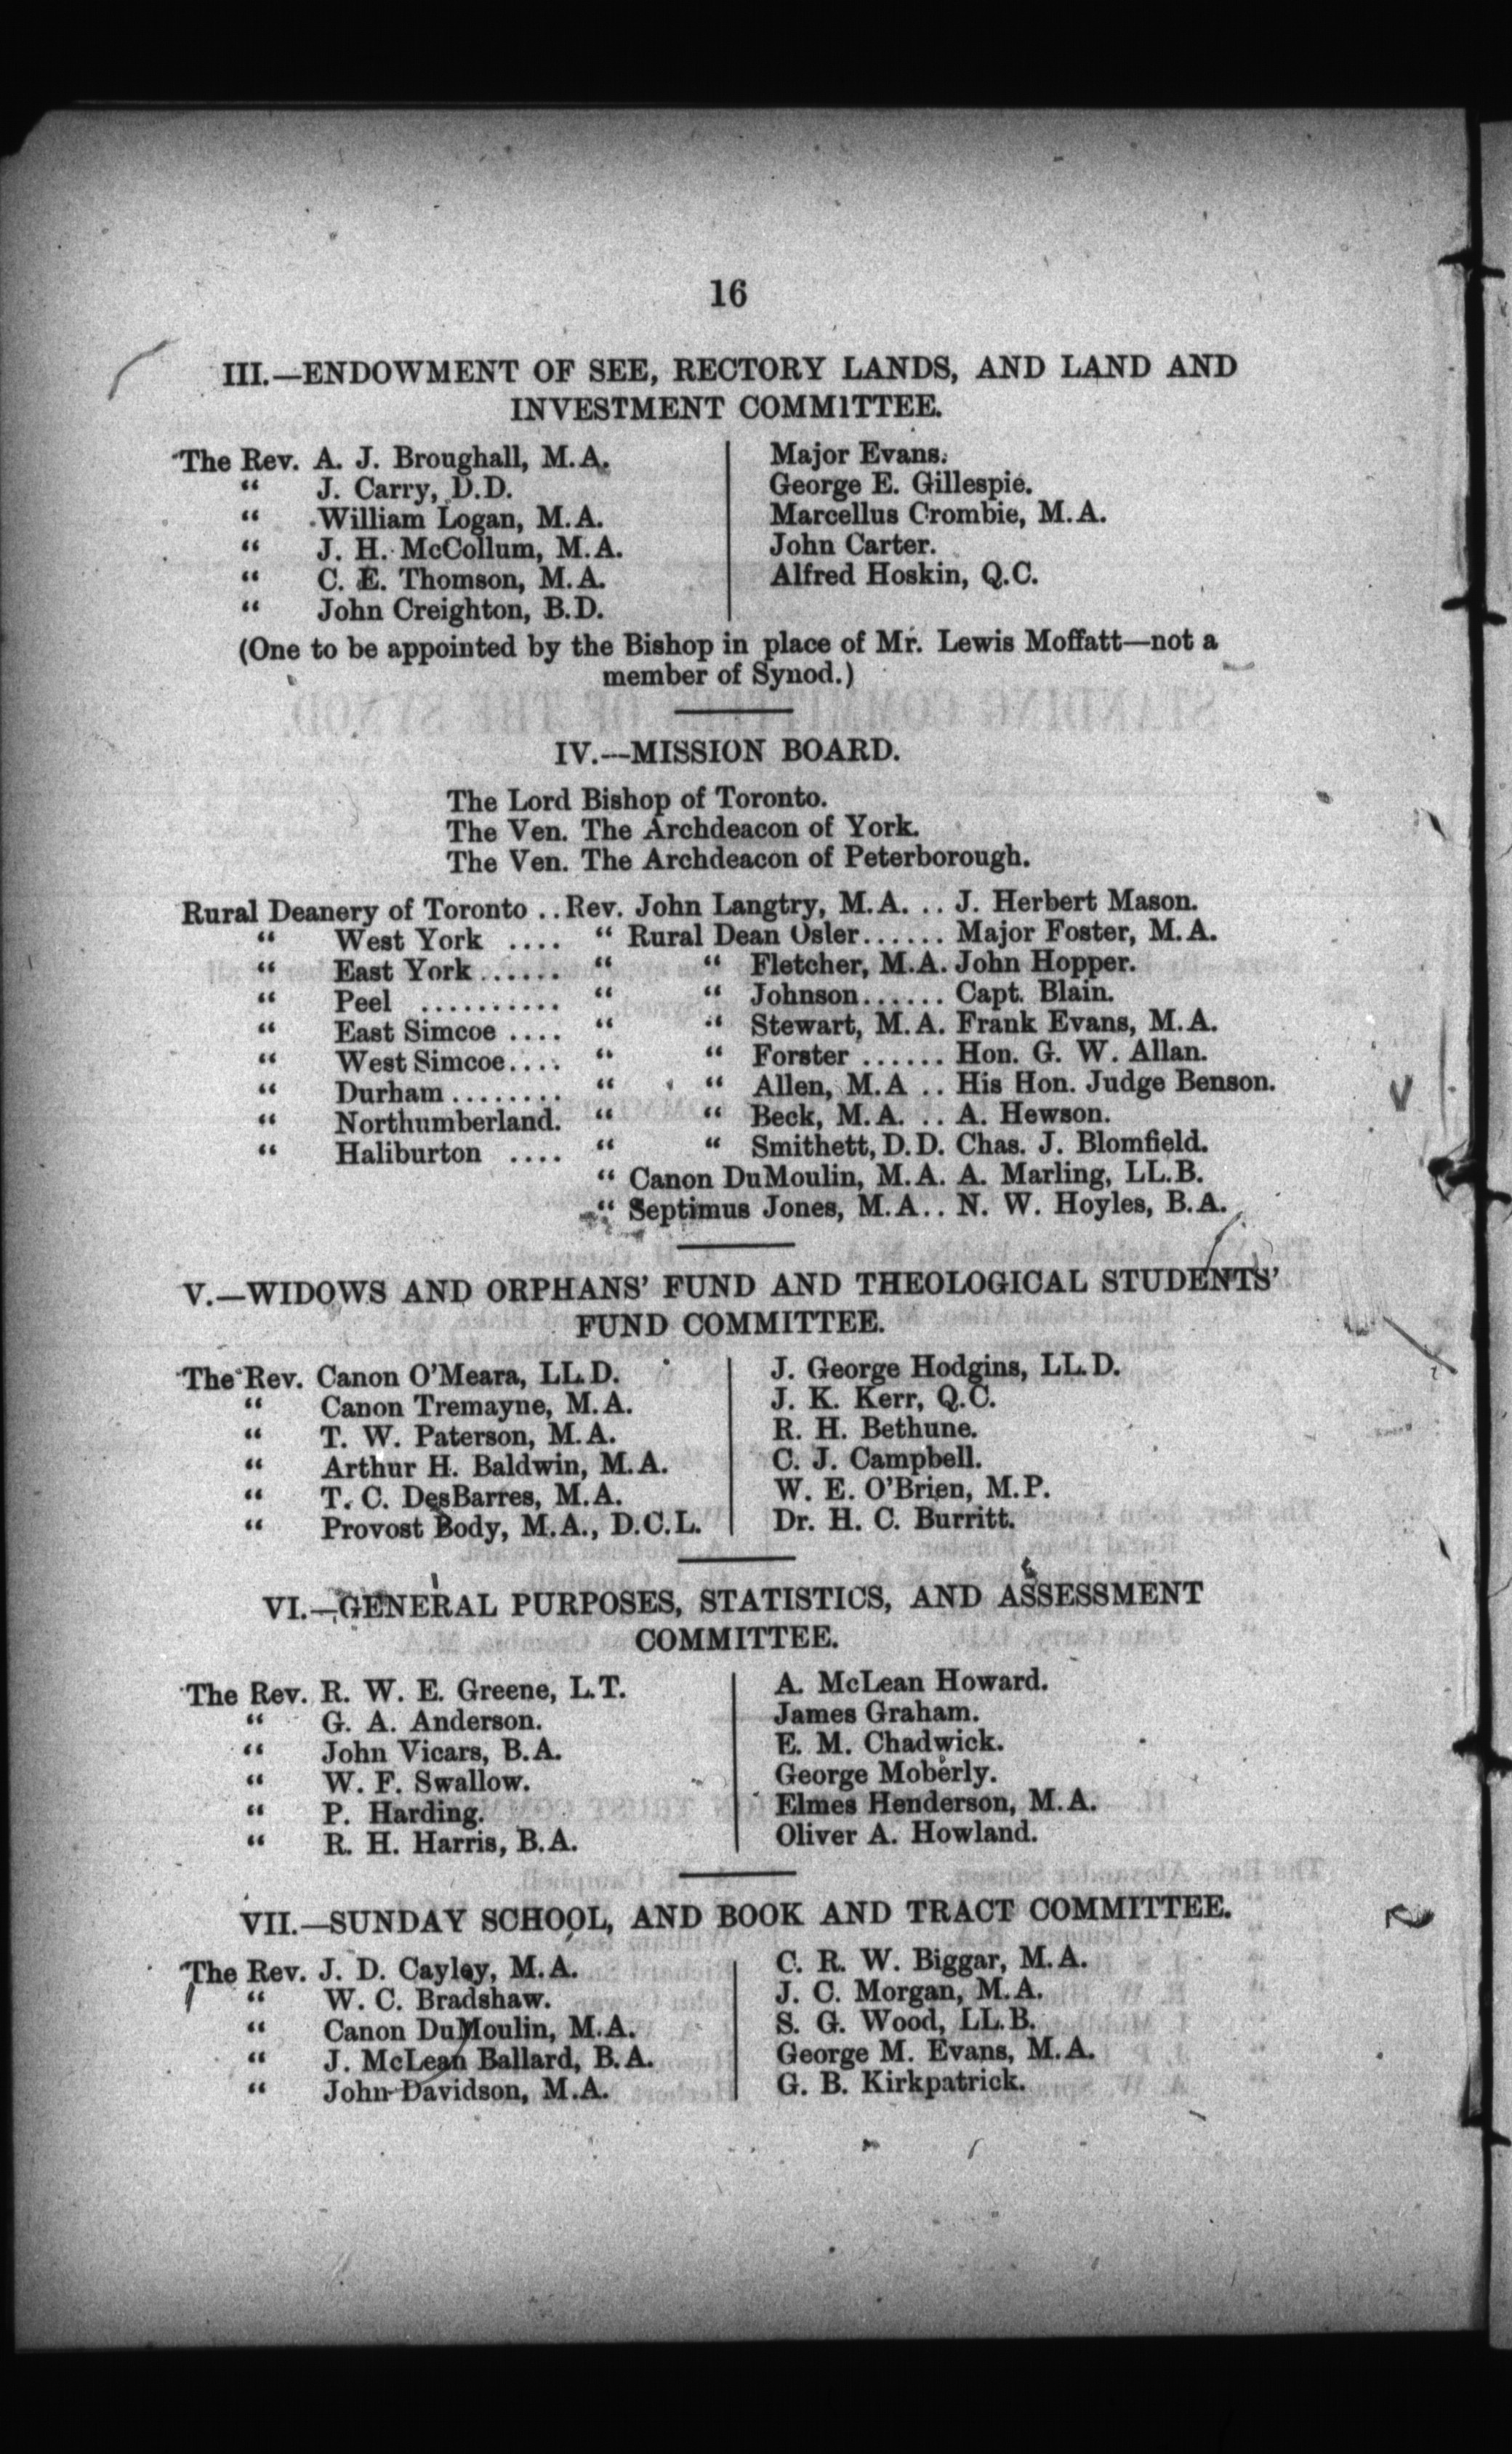 16
III.—ENDOWMENT OF SEE, RECTORY LANDS, AND LAND AND
INVESTMENT COMMITTEE.
The Rev. A. J. Broughall, M.A.
“ J. Carry, D.D.
“ William Logan, M.A.
“ J. H. McCollum, M.A.
“ C. E. Thomson, M.A.
“ John Creighton, B.D.
Major Evans.
George E. Gillespie.
Marcellus Crombie, M.A.
John Carter.
Alfred Hoskin, Q.C.
(One to be appointed by the Bishop in place of Mr. Lewis Moffatt—not a
member of Synod.)
IV.—MISSION BOARD.
The Lord Bishop of Toronto.
The Ven. The Archdeacon of York.
The Ven. The Archdeacon of Peterborough.
Rural Deanery of Toronto .. Rev. John Langtry, M.A. .. J. Herbert Mason.
“ West York .... “ Rural Dean Osler...... Major Foster, M.A.
“ East York...... “ “ Fletcher, M.A. John Hopper.
“ Peel .......... “ “ Johnson...... Capt. Blain.
“ East Simcoe .... “ “ Stewart, M.A. Frank Evans, M.A.
“ West Simcoe.... “ “ Forster ...... Hon. G. W. Allan.
“ Durham........ “ “ Allen, M.A .. His Hon. Judge Benson.
“ Northumberland. “ “ Beck, M.A. .. A. Hewson.
“ Haliburton .... “ “ Smithett, D.D. Chas. J. Blomfield.
“ Canon DuMoulin, M.A. A. Marling, LL.B.
“ Septimus Jones, M.A.. N. W. Hoyles, B.A.
V.—WIDOWS AND ORPHANS’ FUND AND THEOLOGICAL STUDENTS’
FUND COMMITTEE.
The Rev. Canon O’Meara, LL.D.
“ Canon Tremayne, M.A.
“ T. W. Paterson, M.A.
“ Arthur H. Baldwin, M.A.
“ T. C. DesBarres, M.A.
“ Provost Body, M.A., D.C.L.
J. George Hodgins, LL.D.
J. K. Kerr, Q.C.
R. H. Bethune.
C. J. Campbell.
W. E. O’Brien, M.P.
Dr. H. C. Burritt.
VI.—GENERAL PURPOSES, STATISTICS, AND ASSESSMENT
COMMITTEE.
The Rev. R. W. E. Greene, L.T.
“ G. A. Anderson.
“ John Vicars, B.A.
“ W. F. Swallow.
“ P. Harding.
“ R. H. Harris, B.A.
A. McLean Howard.
James Graham.
E. M. Chadwick.
George Moberly.
Elmes Henderson, M.A.
Oliver A. Howland.
VII.—SUNDAY SCHOOL, AND BOOK AND TRACT COMMITTEE.
The Rev. J. D. Cayley, M.A.
“ W. C. Bradshaw.
“ Canon DuMoulin, M.A.
“ J. McLean Ballard, B.A.
“ John Davidson, M.A.
C. R. W. Biggar, M.A.
J. C. Morgan, M.A.
S. G. Wood, LL.B.
George M. Evans, M.A.
G. B. Kirkpatrick.